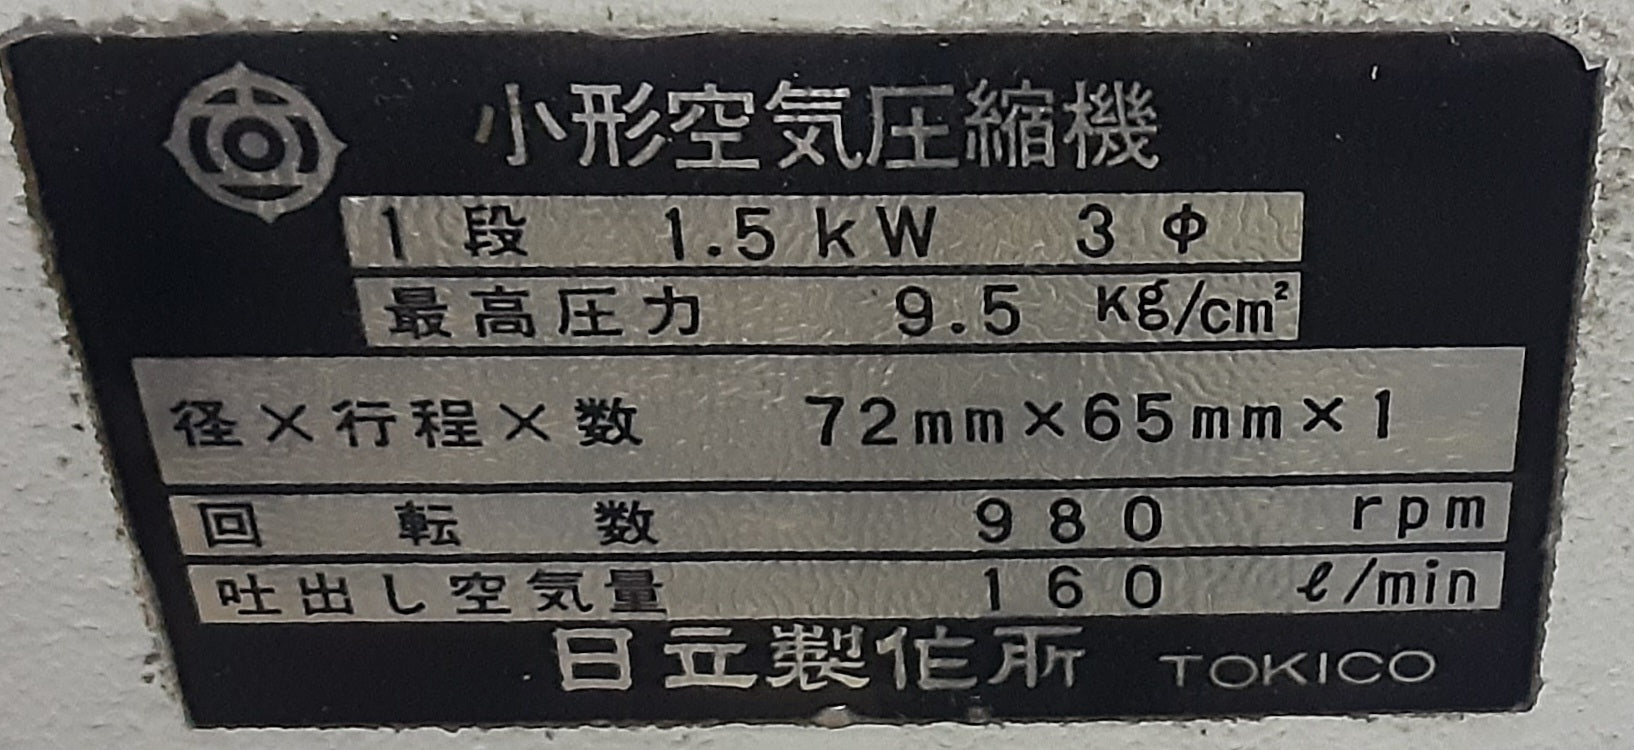 小形空気圧縮機
1段 1.5kW 3Φ
最高圧力 9.5 Kg/cm²
径×行程×数 72mm×65mm×1
回転数 980 rpm
吐出し空気量 160 ℓ/min
日立製作所 TOKICO